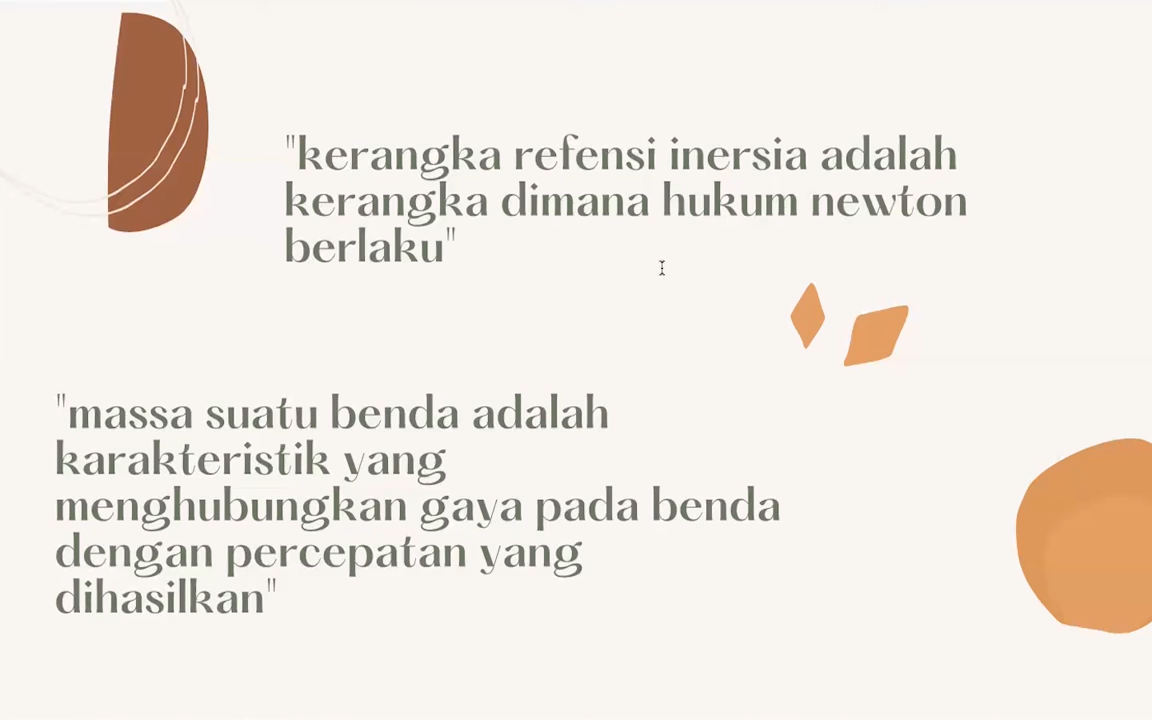 "kerangka refensi inersia adalah
kerangka dimana hukum newton
berlaku"
"massa suatu benda adalah
karakteristik yang
menghubungkan gaya pada benda
dengan percepatan yang
dihasilkan"